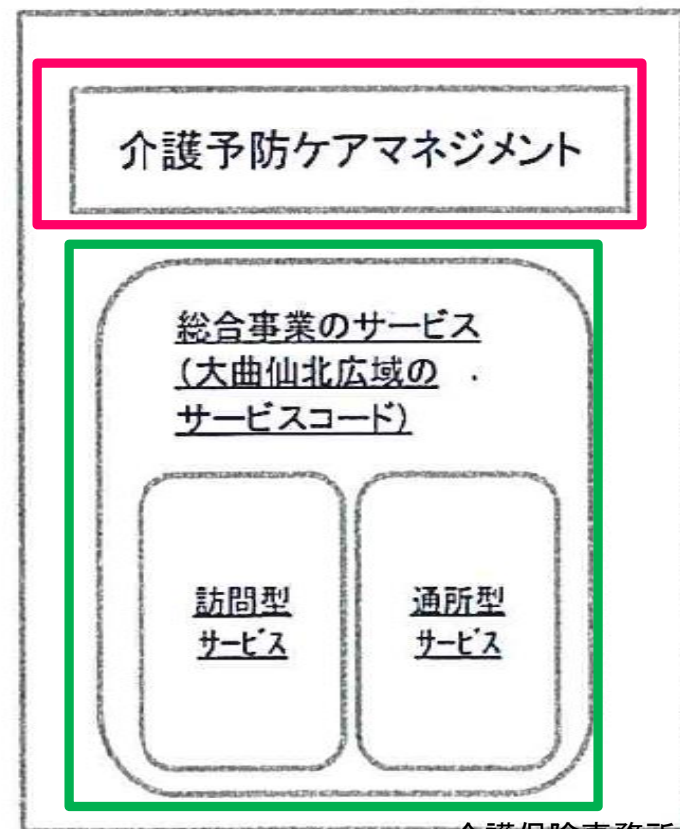 介護予防ケアマネジメント
総合事業のサービス
(大曲仙北広域の
サービスコード)
訪問型
サービス
通所型
サービス